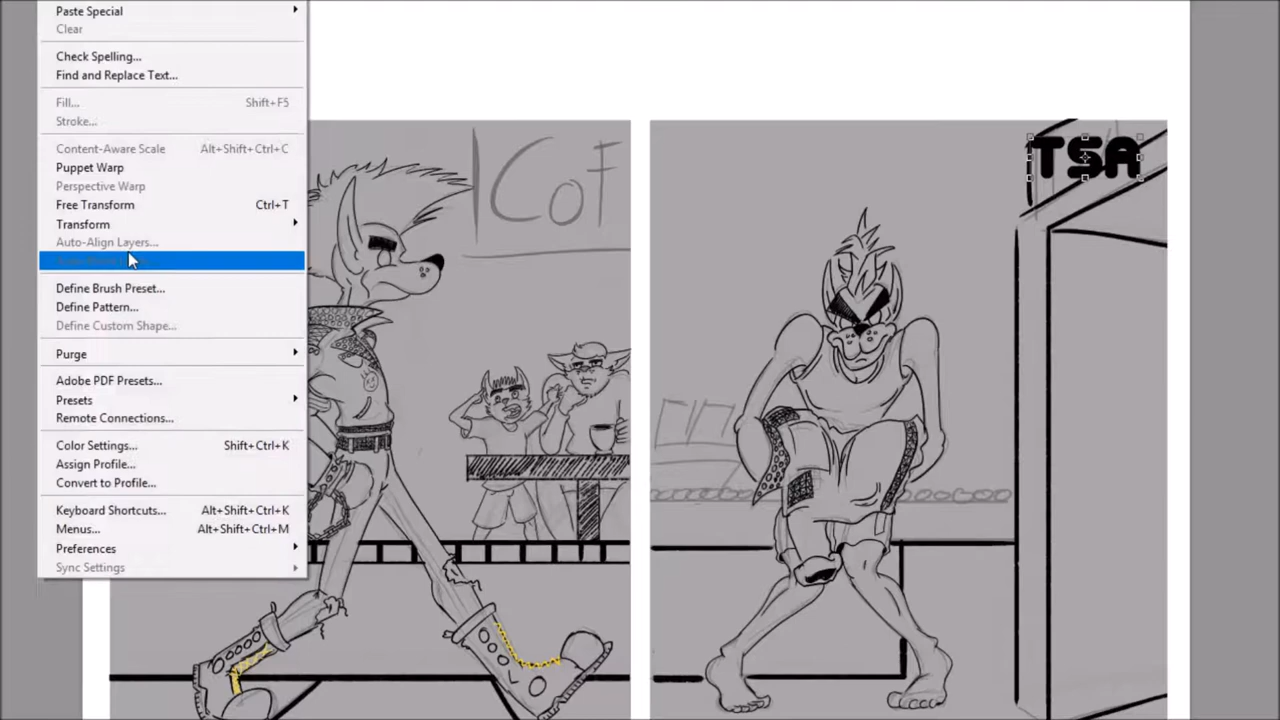 Paste Special
Clear
Check Spelling...
Find and Replace Text...
Fill... Shift+F5
Stroke...
Content-Aware Scale Alt+Shift+Ctrl+C
Puppet Warp
Perspective Warp
Free Transform Ctrl+T
Transform
Auto-Align Layers...
Define Brush Preset...
Define Pattern...
Define Custom Shape...
Purge
Adobe PDF Presets...
Presets
Remote Connections...
Color Settings... Shift+Ctrl+K
Assign Profile...
Convert to Profile...
Keyboard Shortcuts... Alt+Shift+Ctrl+K
Menus... Alt+Shift+Ctrl+M
Preferences
Sync Settings
COF
TSA